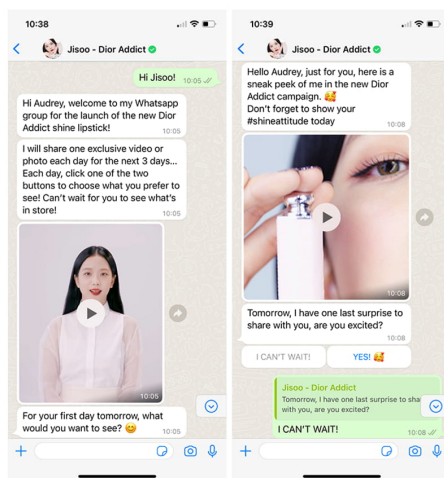 10:38
Jisoo - Dior Addict
Hi Jisoo!
10:05
Hi Audrey, welcome to my Whatsapp
group for the launch of the new Dior
Addict shine lipstick!
10:05
I will share one exclusive video or
photo each day for the next 3 days...
Each day, click one of the two
buttons to choose what you prefer to
see! Can't wait for you to see what's
in store!
10:05
10:05
For your first day tomorrow, what
would you want to see? 😊
10:05
10:39
Jisoo - Dior Addict
Hello Audrey, just for you, here is a
sneak peek of me in the new Dior
Addict campaign. 🥰
Don't forget to show your
#shineattitude today
10:08
10:08
Tomorrow, I have one last surprise to
share with you, are you excited?
10:08
I CAN'T WAIT!
YES! 🥰
Jisoo - Dior Addict
Tomorrow, I have one last surprise to sha
with you, are you excited?
I CAN'T WAIT!
10:08